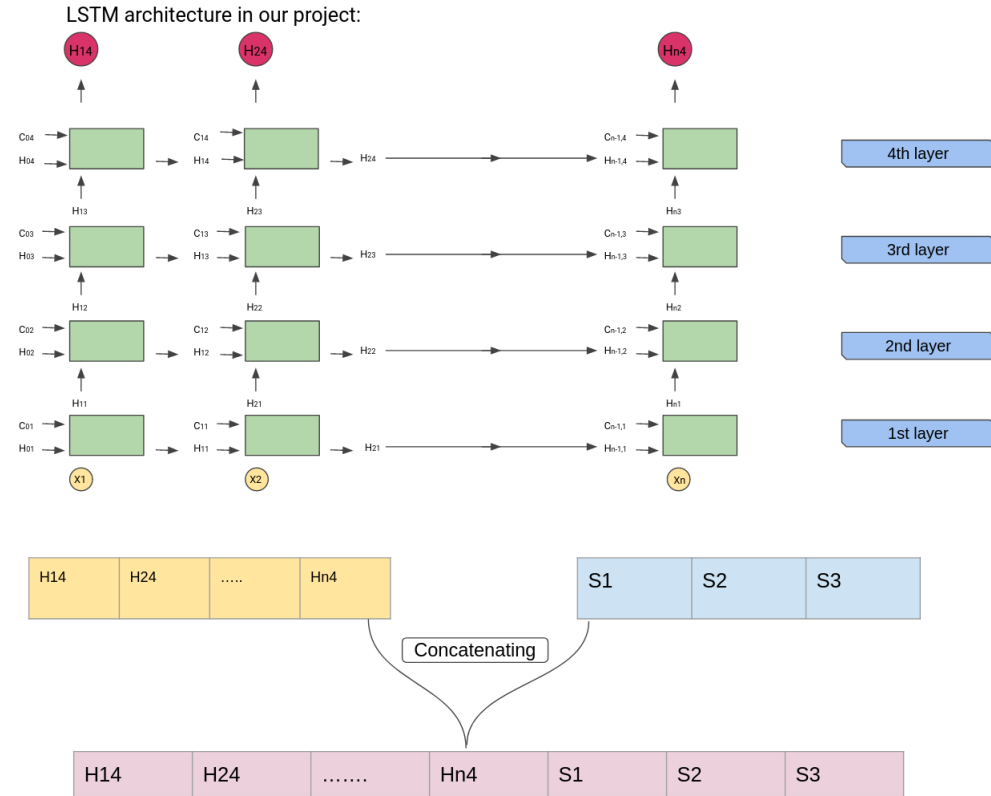 LSTM architecture in our project:
H14 H24 Hn4
C04 C14 Cn-1,4
H04 H14 H24 Hn-1,4 4th layer
H13 H23 Hn3
C03 C13 Cn-1,3
H03 H13 H23 Hn-1,3 3rd layer
H12 H22 Hn2
C02 C12 Cn-1,2
H02 H12 H22 Hn-1,2 2nd layer
H11 H21 Hn1
C01 C11 Cn-1,1
H01 H11 H21 Hn-1,1 1st layer
X1 X2 Xn
H14 H24 ..... Hn4 S1 S2 S3
Concatenating
H14 H24 ....... Hn4 S1 S2 S3